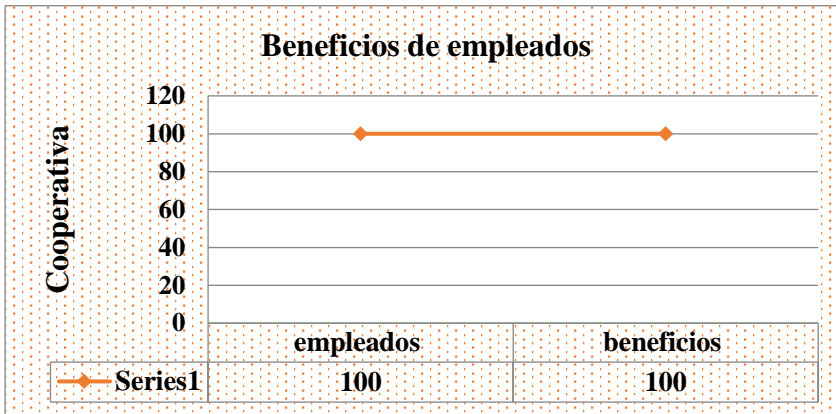 Beneficios de empleados
Cooperativa
120
100
80
60
40
20
0
empleados beneficios
Series1 100 100